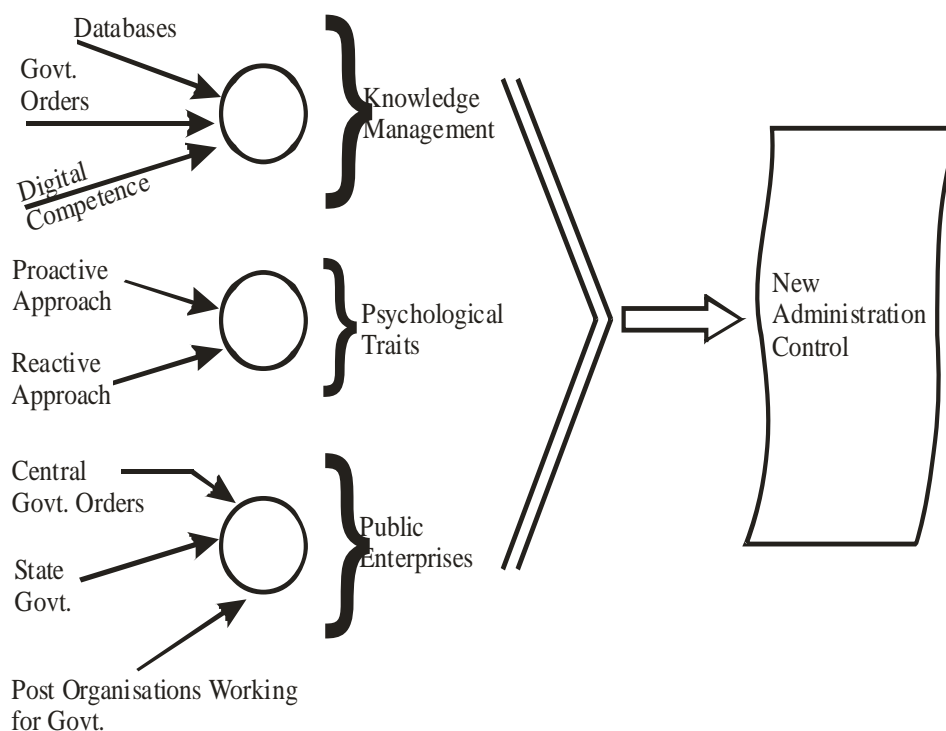 Databases
Govt.
Orders
Digital
Competence
Knowledge
Management
Proactive
Approach
Reactive
Approach
Psychological
Traits
Central
Govt. Orders
State
Govt.
Post Organisations Working
for Govt.
Public
Enterprises
New
Administration
Control